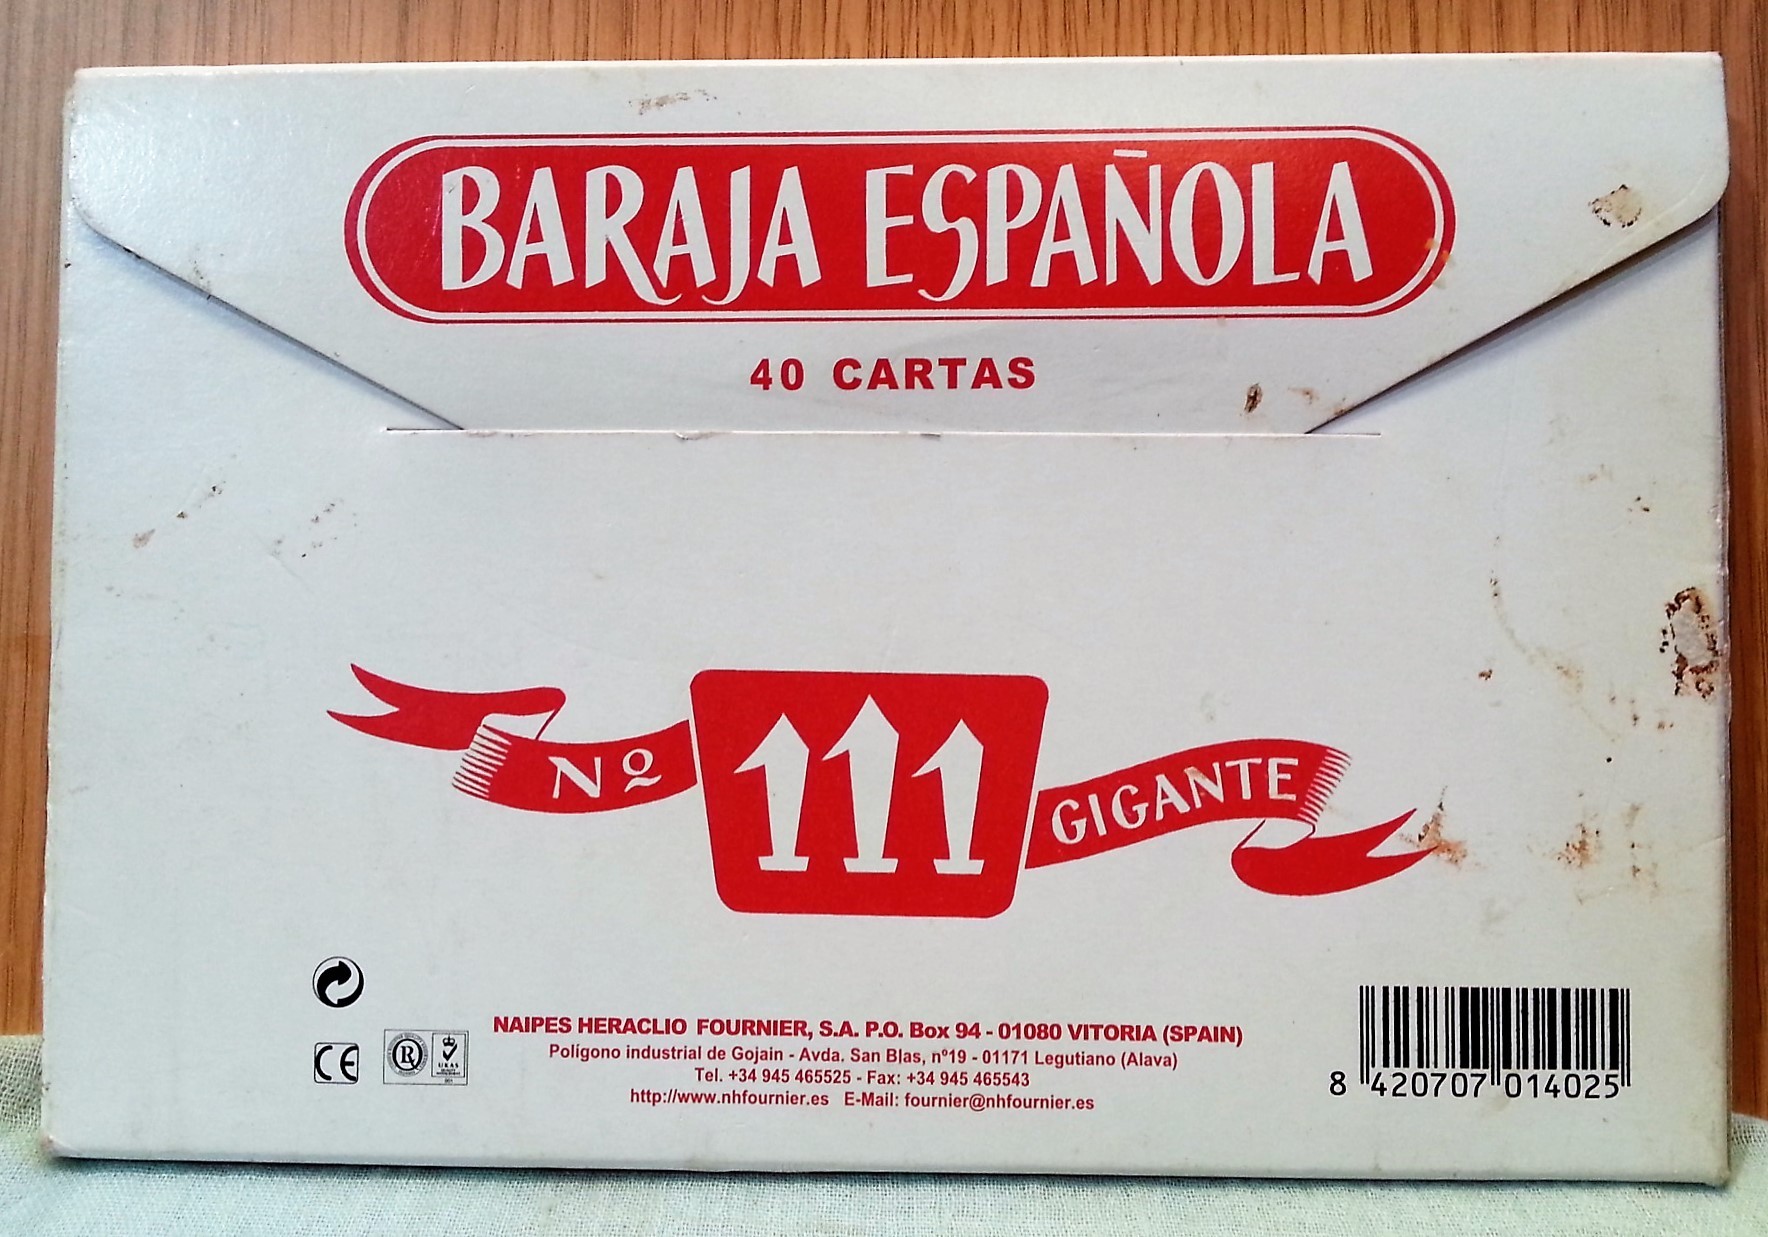 BARAJA ESPAÑOLA
40 CARTAS
Nº 111 GIGANTE
NAIPES HERACLIO FOURNIER, S.A. P.O. Box 94 - 01080 VITORIA (SPAIN)
Polígono industrial de Gojain - Avda. San Blas, nº19 - 01171 Legutiano (Alava)
Tel. +34 945 465525 - Fax: +34 945 465543
http://www.nhfournier.es E-Mail: fournier@nhfournier.es
CE
R
UKAS
001
8 420707 014025